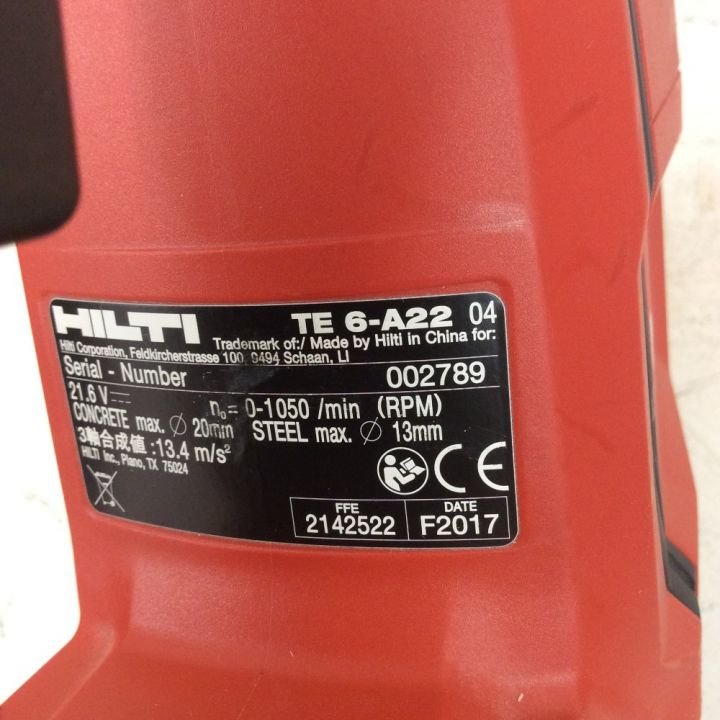 HILTI TE 6-A22 04
Trademark of:/ Made by Hilti in China for:
Hilti Corporation, Feldkircherstrasse 100, 9494 Schaan, LI
Serial - Number 002789
21.6 V⎓ n₀= 0-1050 /min (RPM)
CONCRETE max. ∅ 20mm STEEL max. ∅ 13mm
3軸合成値:13.4 m/s²
HILTI Inc., Plano, TX 75024
CE
FFE DATE
2142522 F2017